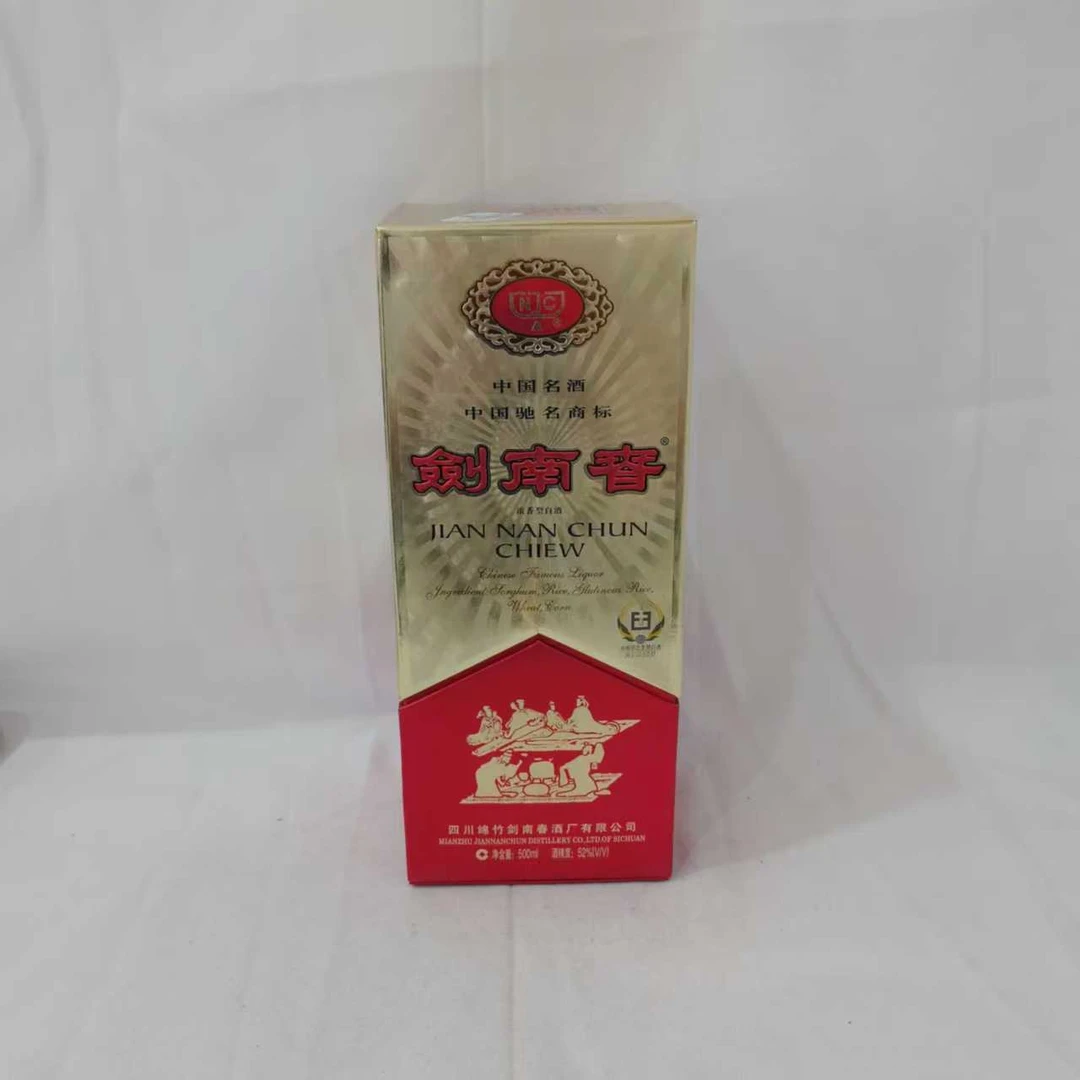 NC
中国名酒
中国驰名商标
劍南春®
浓香型白酒
JIAN NAN CHUN
CHIEW
Chinese Famous Liquor
Ingredient:Sorghum,Rice,Glutinous Rice,
Wheat,Corn
四川绵竹剑南春酒厂有限公司
MIANZHU JIANNANCHUN DISTILLERY CO.,LTD.OF SICHUAN
净含量：500ml 酒精度：52%(V/V)